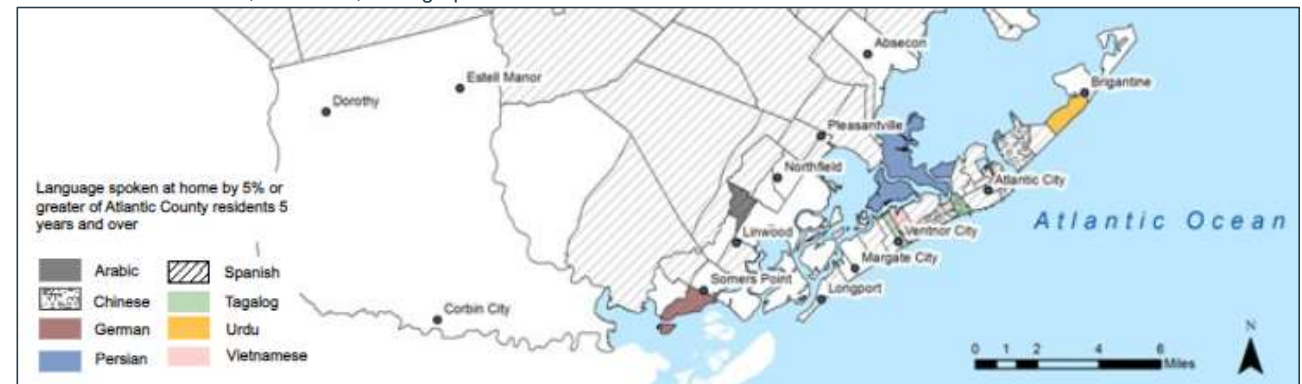 Absecon
Estell Manor
Brigantine
Dorothy
Pleasantville
Northfield
Atlantic City
Language spoken at home by 5% or
greater of Atlantic County residents 5
years and over
Atlantic Ocean
Linwood
Ventnor City
Margate City
Somers Point
Longport
Arabic
Spanish
Chinese
Tagalog
Corbin City
German
Urdu
Persian
Vietnamese
N
0 1 2 4 6
Miles